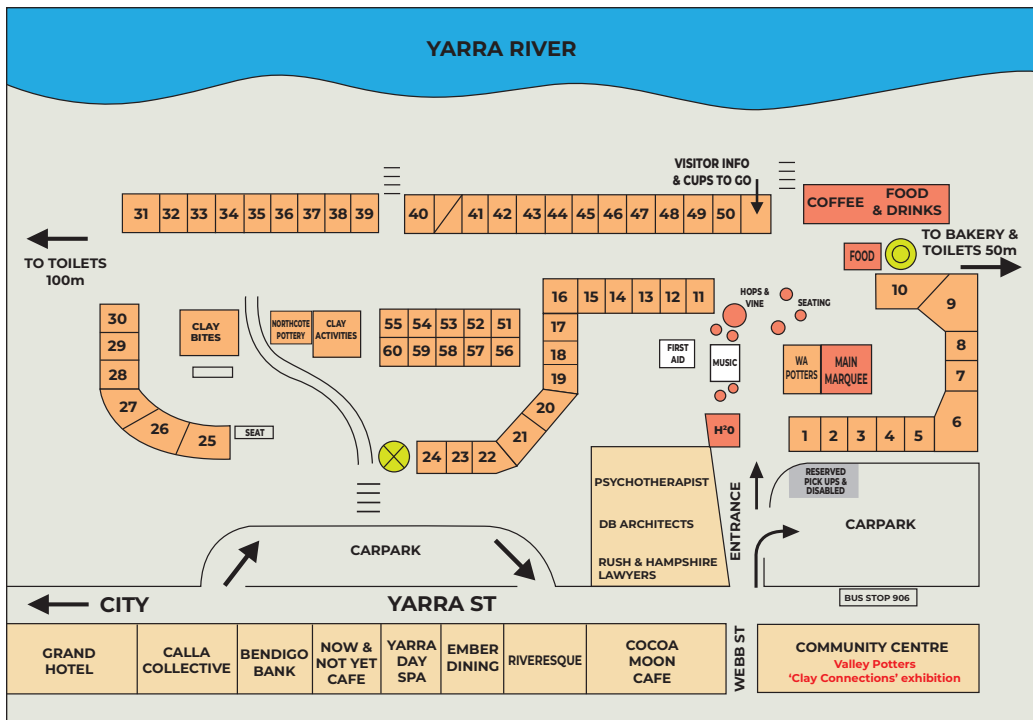 YARRA RIVER
VISITOR INFO
& CUPS TO GO
COFFEE
FOOD
& DRINKS
31 32 33 34 35 36 37 38 39
40 41 42 43 44 45 46 47 48 49 50
TO TOILETS
100m
TO BAKERY &
TOILETS 50m
FOOD
30
29
28
27
26
25
CLAY
BITES
SEAT
NORTHCOTE
POTTERY
CLAY
ACTIVITIES
55 54 53 52 51
60 59 58 57 56
16 15 14 13 12 11
17
18
19
20
21
24 23 22
HOPS &
VINE
SEATING
FIRST
AID
MUSIC
WA
POTTERS
MAIN
MARQUEE
10
9
8
7
6
1 2 3 4 5
H²0
PSYCHOTHERAPIST
DB ARCHITECTS
RUSH & HAMPSHIRE
LAWYERS
ENTRANCE
RESERVED
PICK UPS &
DISABLED
CARPARK
CARPARK
BUS STOP 906
CITY
YARRA ST
WEBB ST
GRAND
HOTEL
CALLA
COLLECTIVE
BENDIGO
BANK
NOW &
NOT YET
CAFE
YARRA
DAY
SPA
EMBER
DINING
RIVERESQUE
COCOA
MOON
CAFE
COMMUNITY CENTRE
Valley Potters
'Clay Connections' exhibition